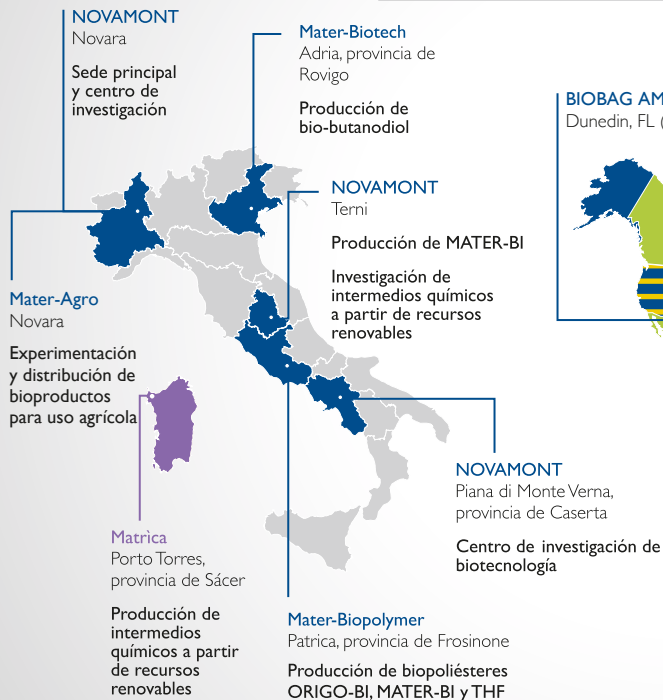 NOVAMONT
Novara
Sede principal
y centro de
investigación
Mater-Biotech
Adria, provincia de
Rovigo
Producción de
bio-butanodiol
BIOBAG AM
Dunedin, FL (
NOVAMONT
Terni
Producción de MATER-BI
Investigación de
intermedios químicos
a partir de recursos
renovables
Mater-Agro
Novara
Experimentación
y distribución de
bioproductos
para uso agrícola
NOVAMONT
Piana di Monte Verna,
provincia de Caserta
Centro de investigación de
biotecnología
Matrìca
Porto Torres,
provincia de Sácer
Producción de
intermedios
químicos a partir
de recursos
renovables
Mater-Biopolymer
Patrica, provincia de Frosinone
Producción de biopoliésteres
ORIGO-BI, MATER-BI y THF